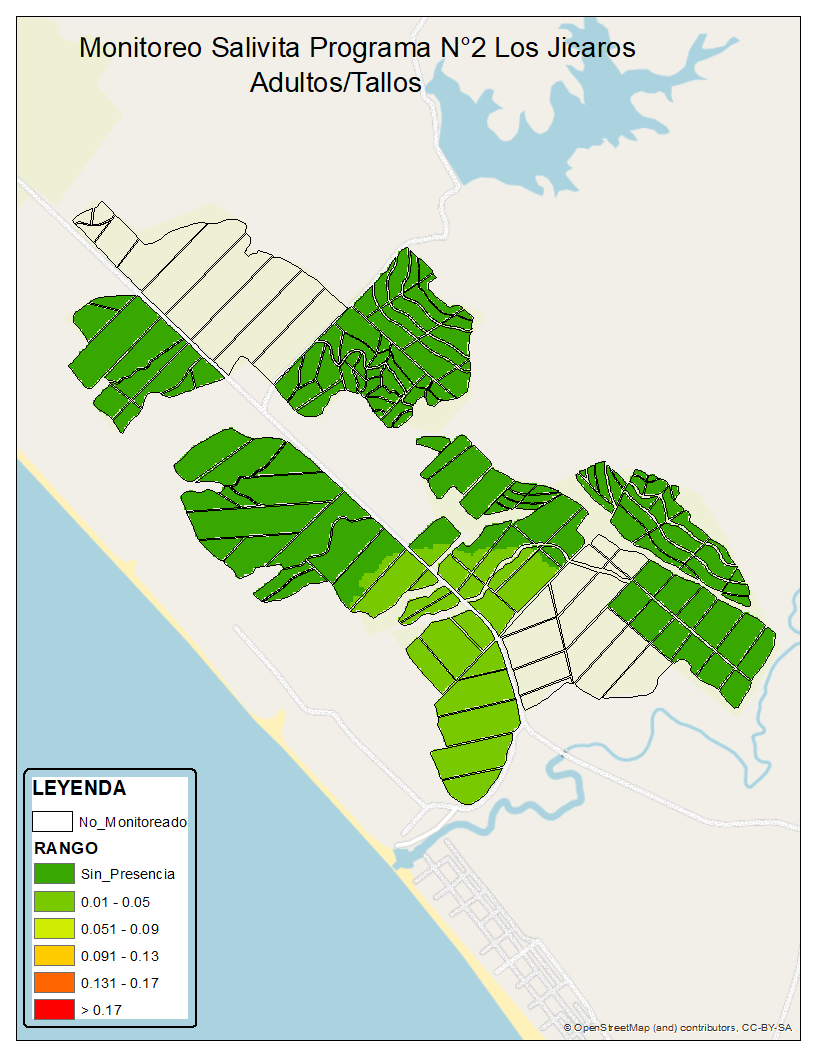 Monitoreo Salivita Programa N°2 Los Jicaros
Adultos/Tallos
LEYENDA
No_Monitoreado
RANGO
Sin_Presencia
0.01 - 0.05
0.051 - 0.09
0.091 - 0.13
0.131 - 0.17
> 0.17
© OpenStreetMap (and) contributors, CC-BY-SA